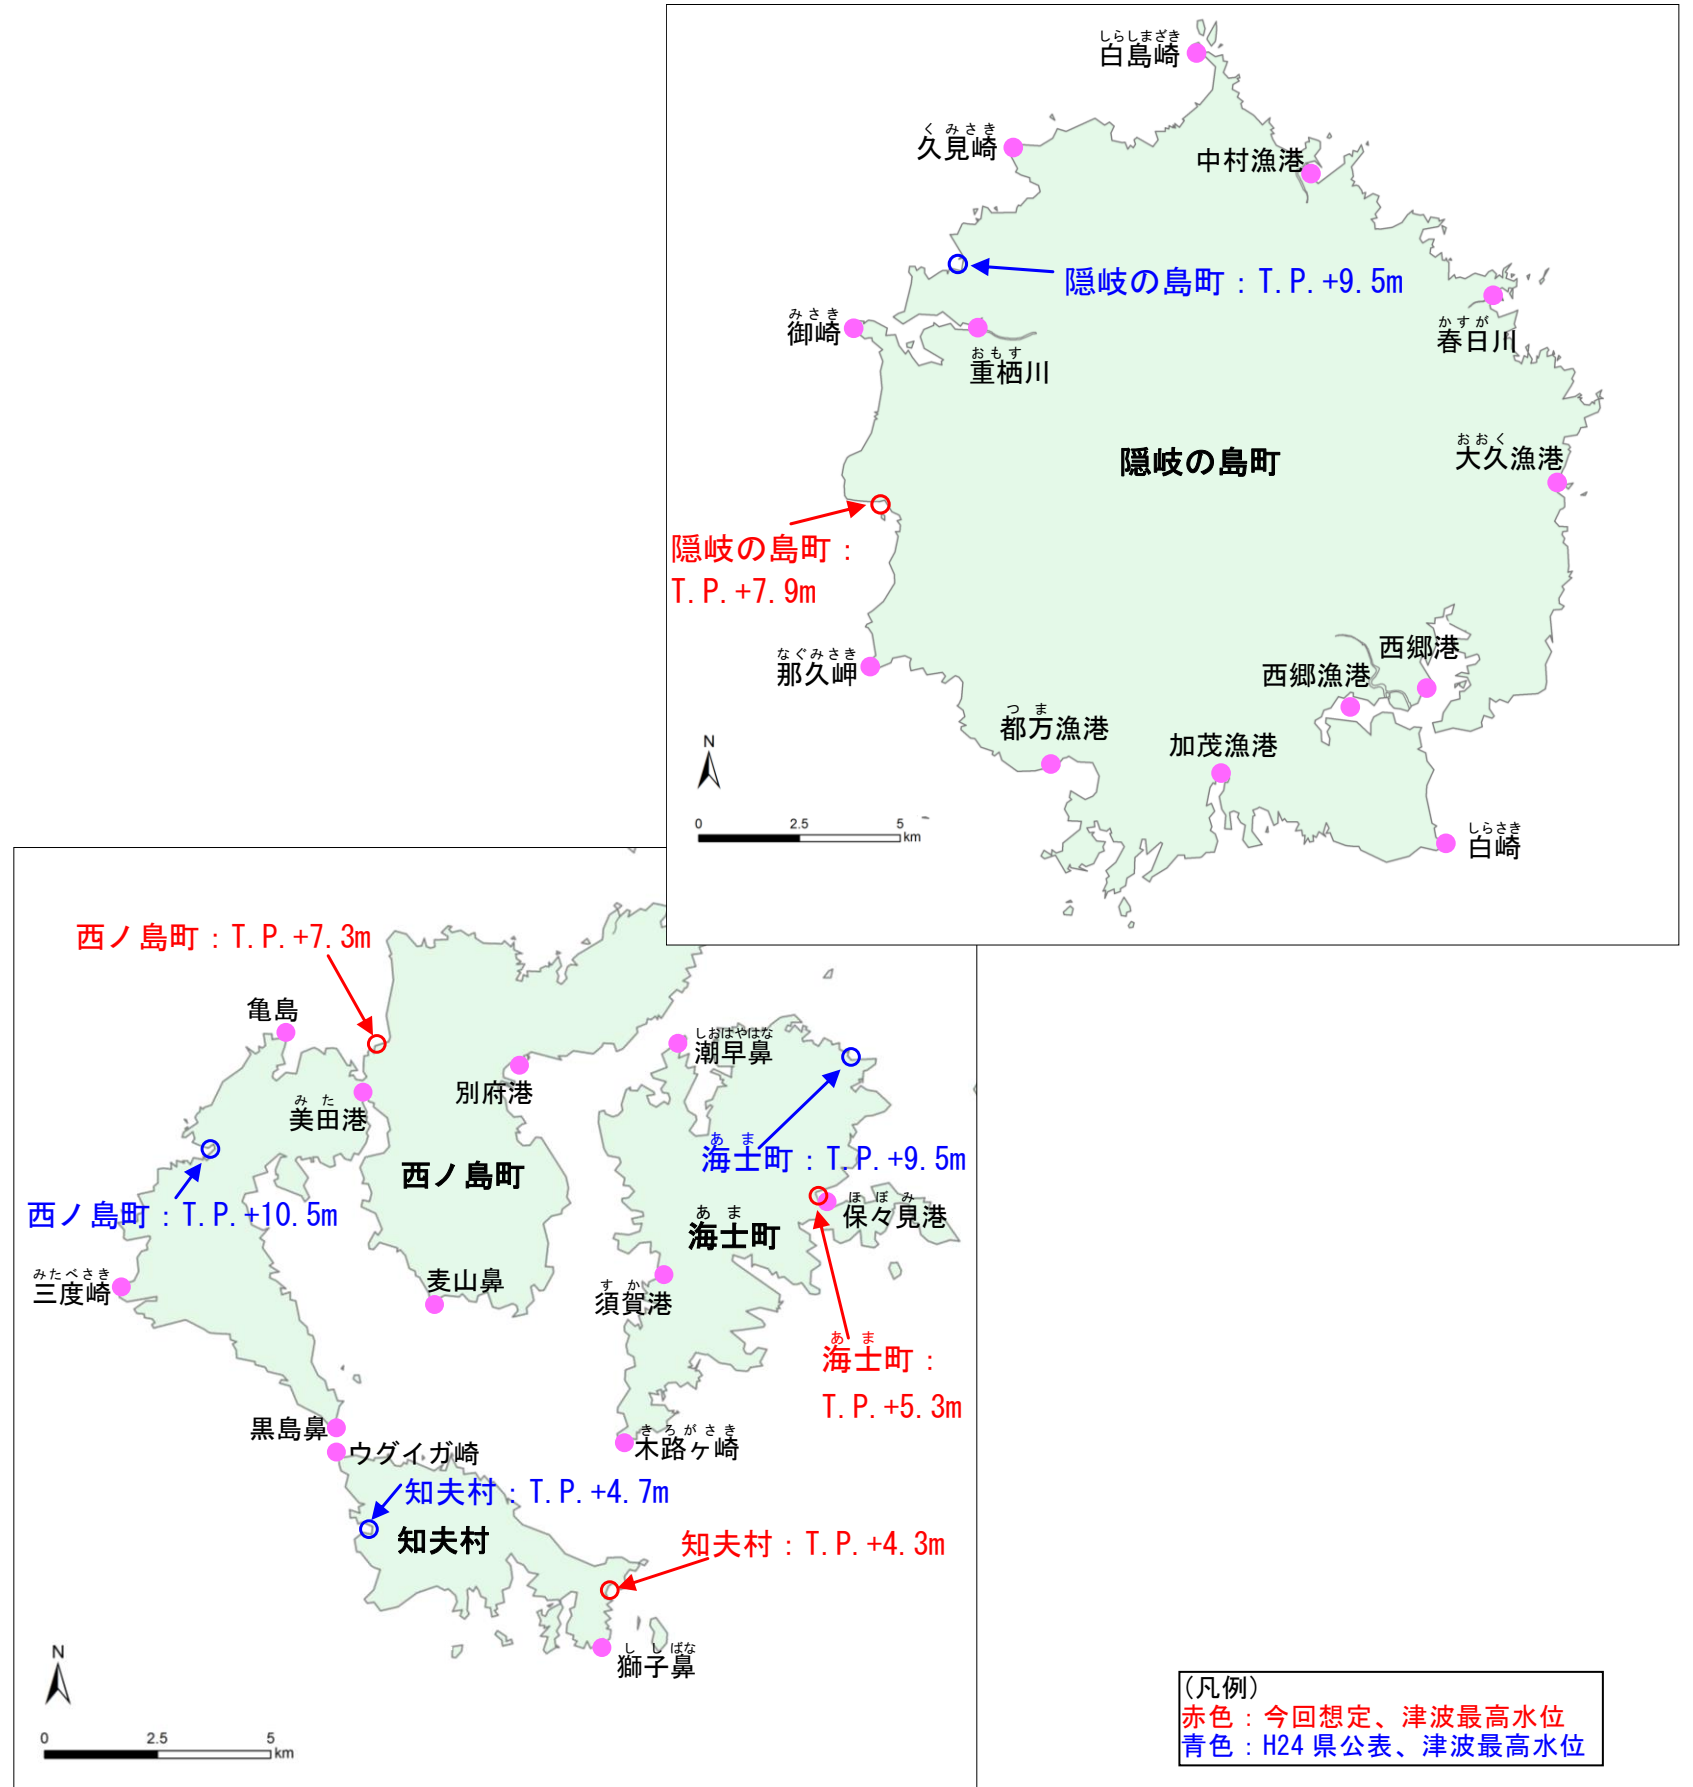 しらしまざき
白島崎
くみさき
久見崎
中村漁港
隠岐の島町：T.P.+9.5m
みさき
御崎
おもす
重栖川
かすが
春日川
おおく
大久漁港
隠岐の島町
隠岐の島町：
T.P.+7.9m
なぐみさき
那久岬
西郷港
西郷漁港
つま
都万漁港
加茂漁港
しらさき
白崎
N
0 2.5 5
km
西ノ島町：T.P.+7.3m
亀島
しおはやはな
潮早鼻
別府港
みた
美田港
あま
海士町：T.P.+9.5m
西ノ島町
西ノ島町：T.P.+10.5m
ほぼみ
保々見港
あま
海士町
みたべさき
三度崎
麦山鼻
すか
須賀港
あま
海士町：
T.P.+5.3m
黒島鼻
きろがさき
木路ヶ崎
ウグイガ崎
知夫村：T.P.+4.7m
知夫村
知夫村：T.P.+4.3m
ししばな
獅子鼻
N
0 2.5 5
km
(凡例)
赤色：今回想定、津波最高水位
青色：H24県公表、津波最高水位